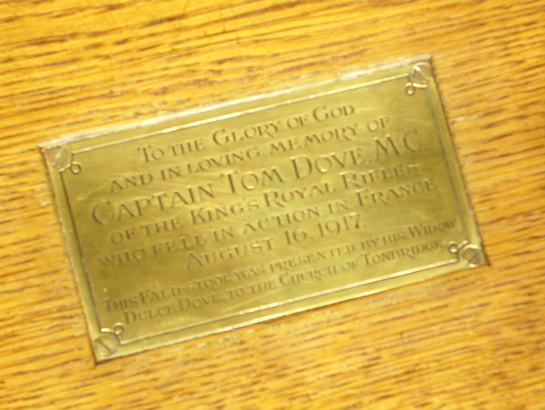 TO THE GLORY OF GOD
AND IN LOVING MEMORY OF
CAPTAIN TOM DOVE. M.C.
OF THE KING'S ROYAL RIFLES
WHO FELL IN ACTION IN FRANCE
AUGUST 16, 1917.
THIS FALD-STOOL WAS PRESENTED BY HIS WIDOW
DULCE DOVE, TO THE CHURCH OF TONBRIDGE.